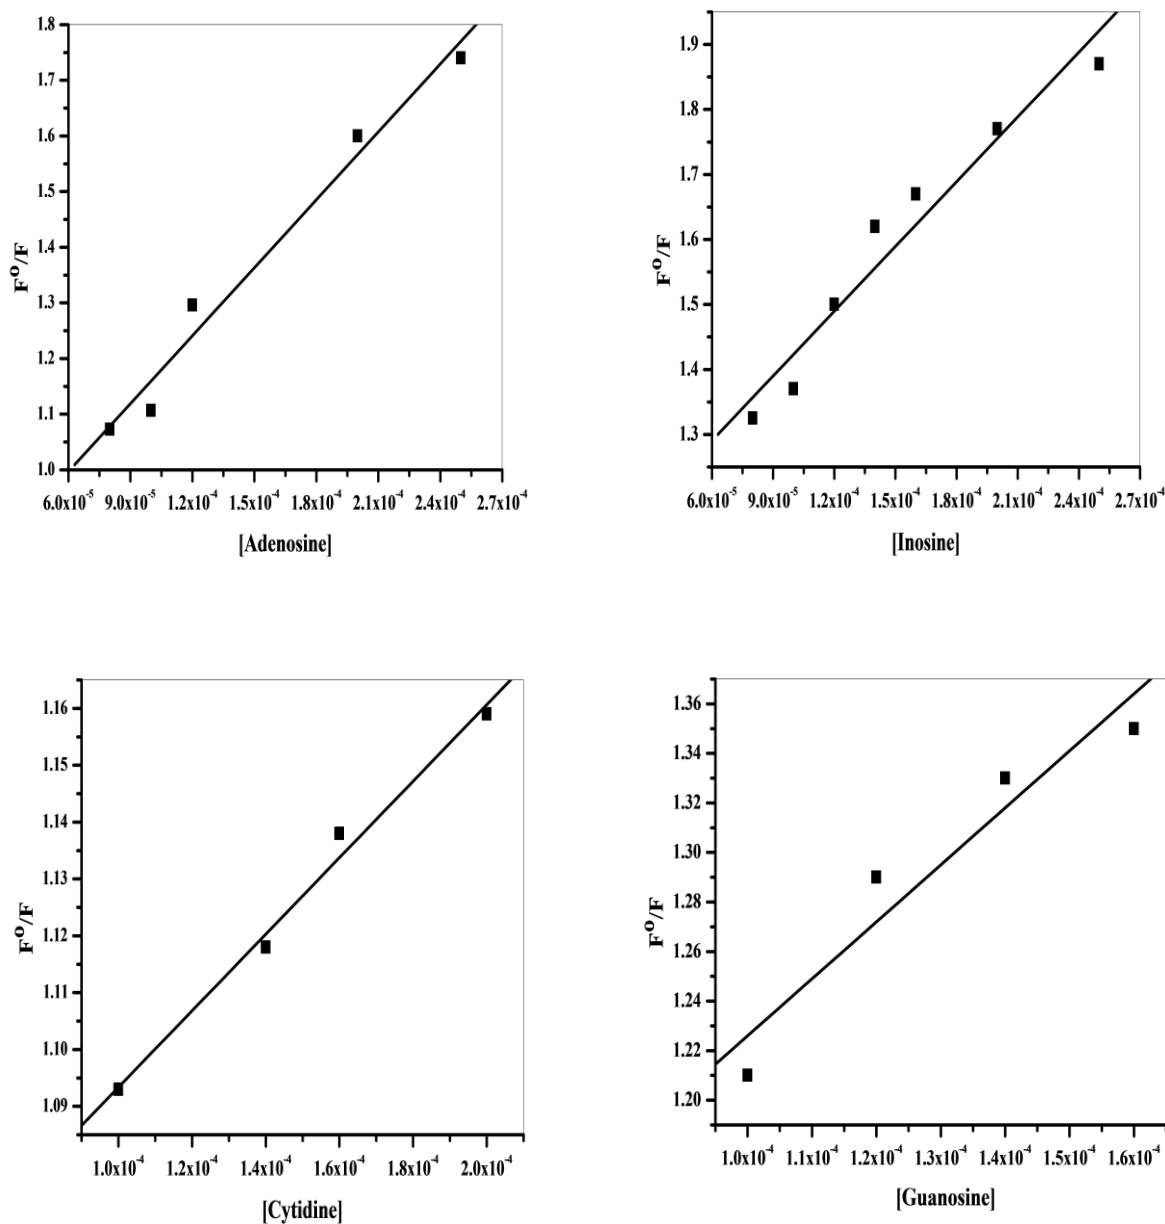 1.8
1.7
1.6
1.5
1.4
1.3
1.2
1.1
1.0
F⁰/F
6.0x10⁻⁵ 9.0x10⁻⁵ 1.2x10⁻⁴ 1.5x10⁻⁴ 1.8x10⁻⁴ 2.1x10⁻⁴ 2.4x10⁻⁴ 2.7x10⁻⁴
[Adenosine]
1.9
1.8
1.7
1.6
1.5
1.4
1.3
F⁰/F
6.0x10⁻⁵ 9.0x10⁻⁵ 1.2x10⁻⁴ 1.5x10⁻⁴ 1.8x10⁻⁴ 2.1x10⁻⁴ 2.4x10⁻⁴ 2.7x10⁻⁴
[Inosine]
1.16
1.15
1.14
1.13
1.12
1.11
1.10
1.09
F⁰/F
1.0x10⁻⁴ 1.2x10⁻⁴ 1.4x10⁻⁴ 1.6x10⁻⁴ 1.8x10⁻⁴ 2.0x10⁻⁴
[Cytidine]
1.36
1.34
1.32
1.30
1.28
1.26
1.24
1.22
1.20
F⁰/F
1.0x10⁻⁴ 1.1x10⁻⁴ 1.2x10⁻⁴ 1.3x10⁻⁴ 1.4x10⁻⁴ 1.5x10⁻⁴ 1.6x10⁻⁴
[Guanosine]